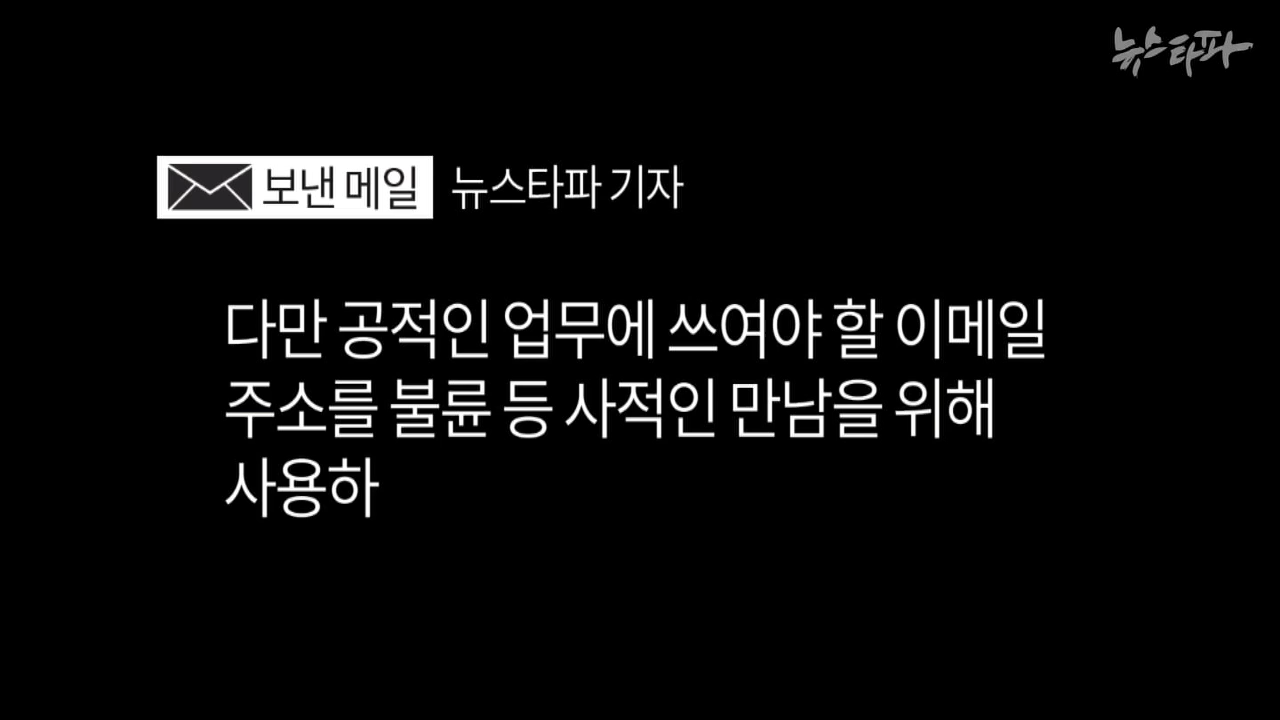 뉴스타파
보낸 메일 뉴스타파 기자
다만 공적인 업무에 쓰여야 할 이메일
주소를 불륜 등 사적인 만남을 위해
사용하